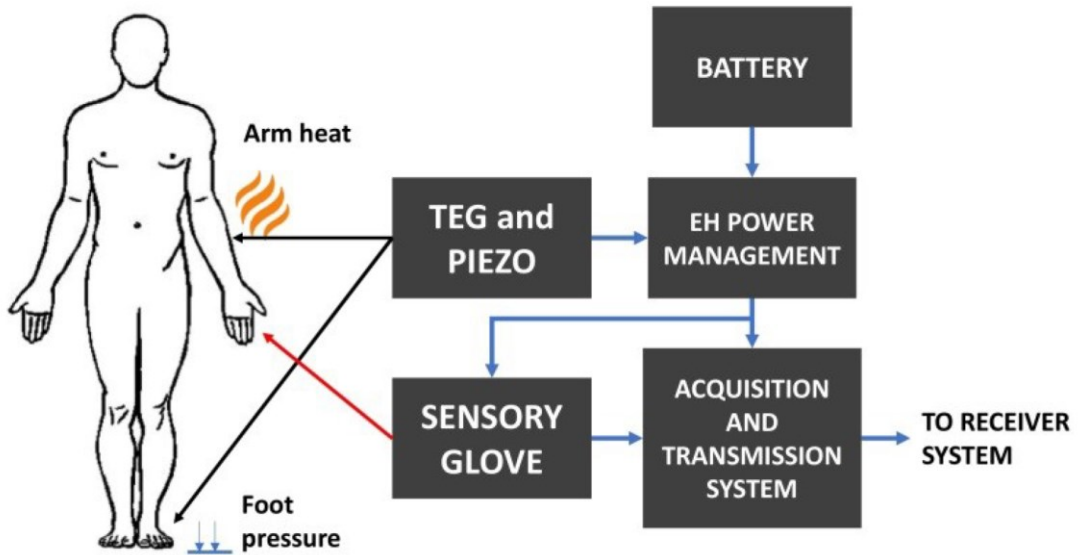 BATTERY
Arm heat
TEG and
PIEZO
EH POWER
MANAGEMENT
SENSORY
GLOVE
ACQUISITION
AND
TRANSMISSION
SYSTEM
TO RECEIVER
SYSTEM
Foot
pressure